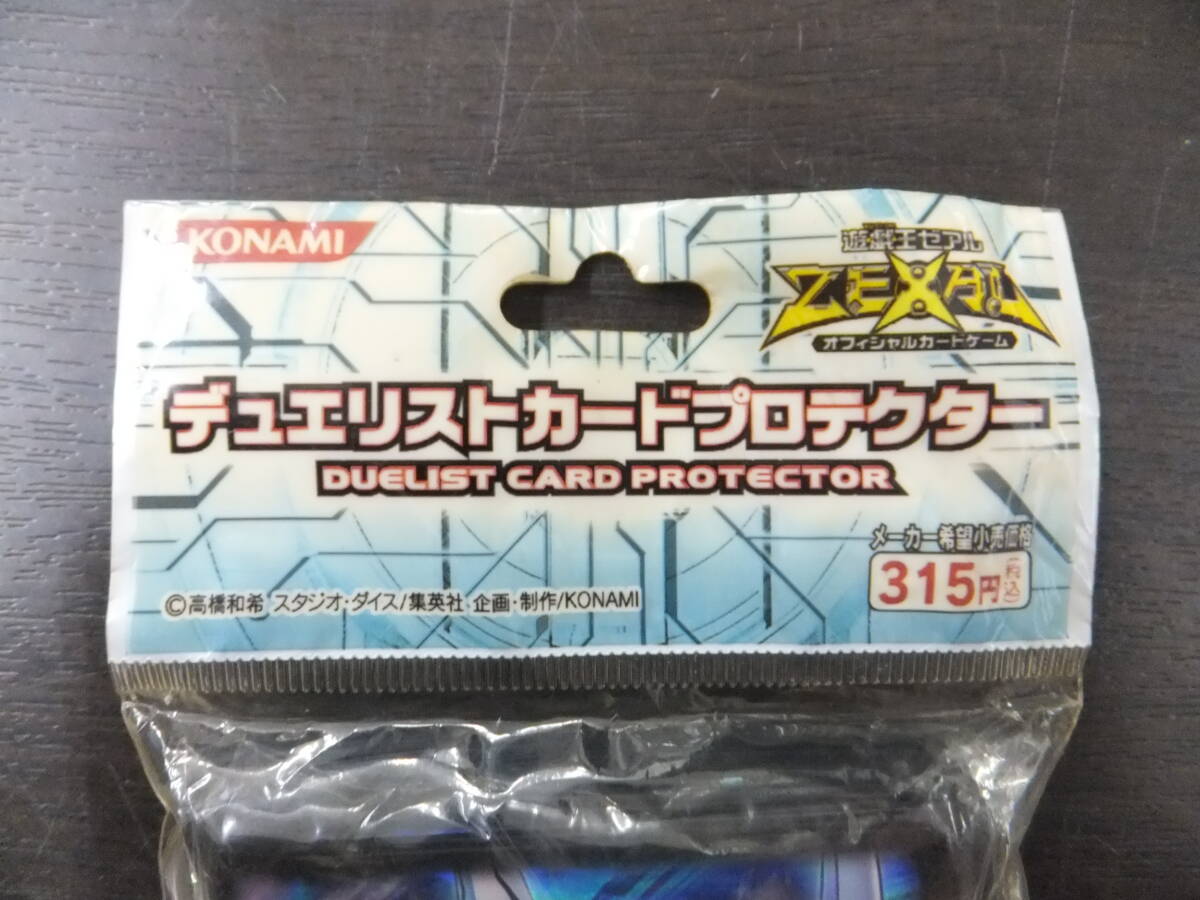 KONAMI
遊戯王ゼアル
ZEXAL
オフィシャルカードゲーム
デュエリストカードプロテクター
DUELIST CARD PROTECTOR
メーカー希望小売価格
315円(税込)
©高橋和希 スタジオ・ダイス/集英社 企画・制作/KONAMI